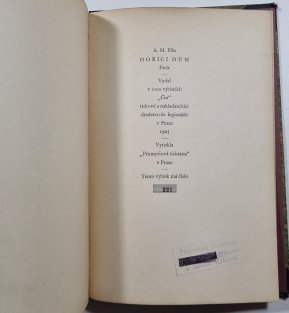 A. M. Píša
HOŘÍCÍ DŮM
Verše
Vydal
v 1100 výtiscích
„Čin“
tiskové a nakladatelské
družstvo čs. legionářů
v Praze
1923
Vytiskla
„Průmyslová tiskárna“
v Praze
Tento výtisk má číslo
221